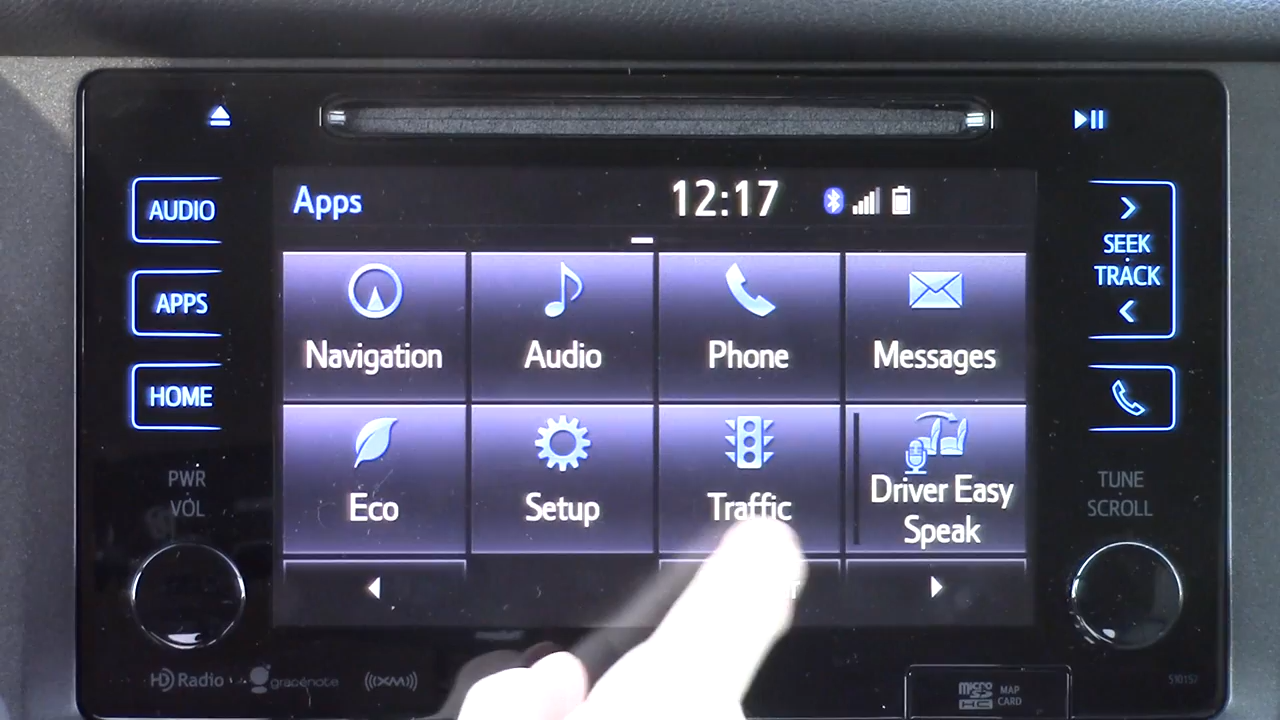 AUDIO
APPS
HOME
PWR
VOL
Apps
12:17
Navigation
Audio
Phone
Messages
Eco
Setup
Traffic
Driver Easy
Speak
SEEK
TRACK
TUNE
SCROLL
HD Radio
gracenote
((XM))
micro
SD
HC
MAP
CARD
510157